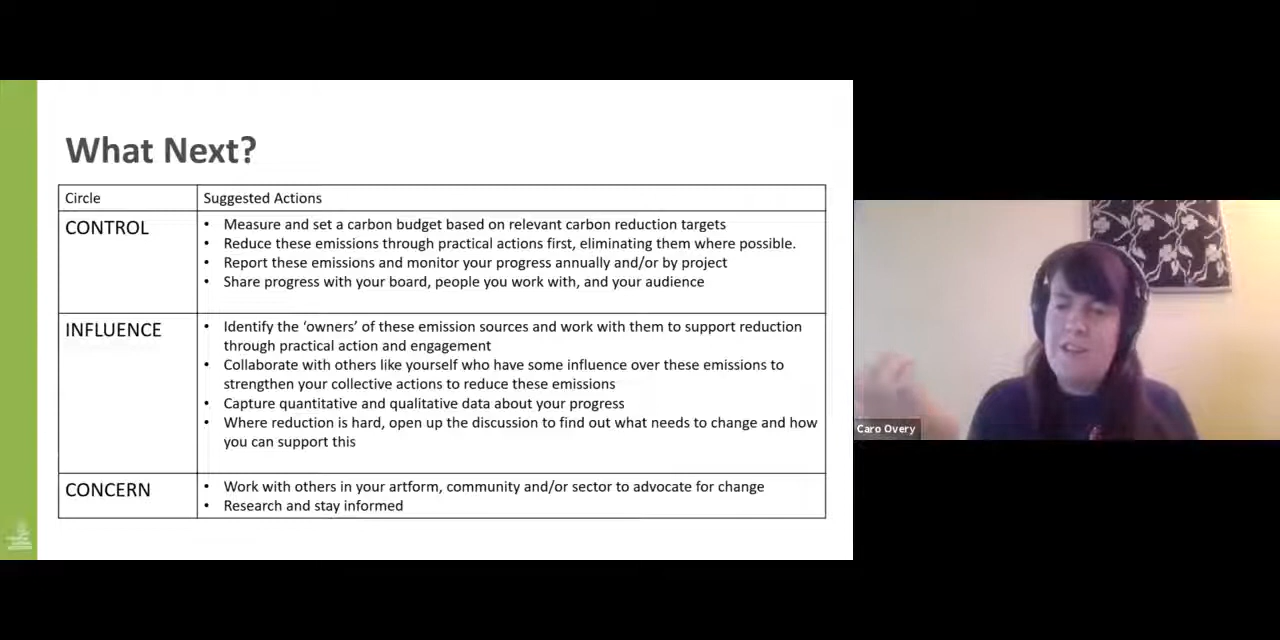 What Next?
Circle
Suggested Actions
CONTROL
• Measure and set a carbon budget based on relevant carbon reduction targets
• Reduce these emissions through practical actions first, eliminating them where possible.
• Report these emissions and monitor your progress annually and/or by project
• Share progress with your board, people you work with, and your audience
INFLUENCE
• Identify the ‘owners’ of these emission sources and work with them to support reduction
through practical action and engagement
• Collaborate with others like yourself who have some influence over these emissions to
strengthen your collective actions to reduce these emissions
• Capture quantitative and qualitative data about your progress
• Where reduction is hard, open up the discussion to find out what needs to change and how
you can support this
CONCERN
• Work with others in your artform, community and/or sector to advocate for change
• Research and stay informed
Caro Overy